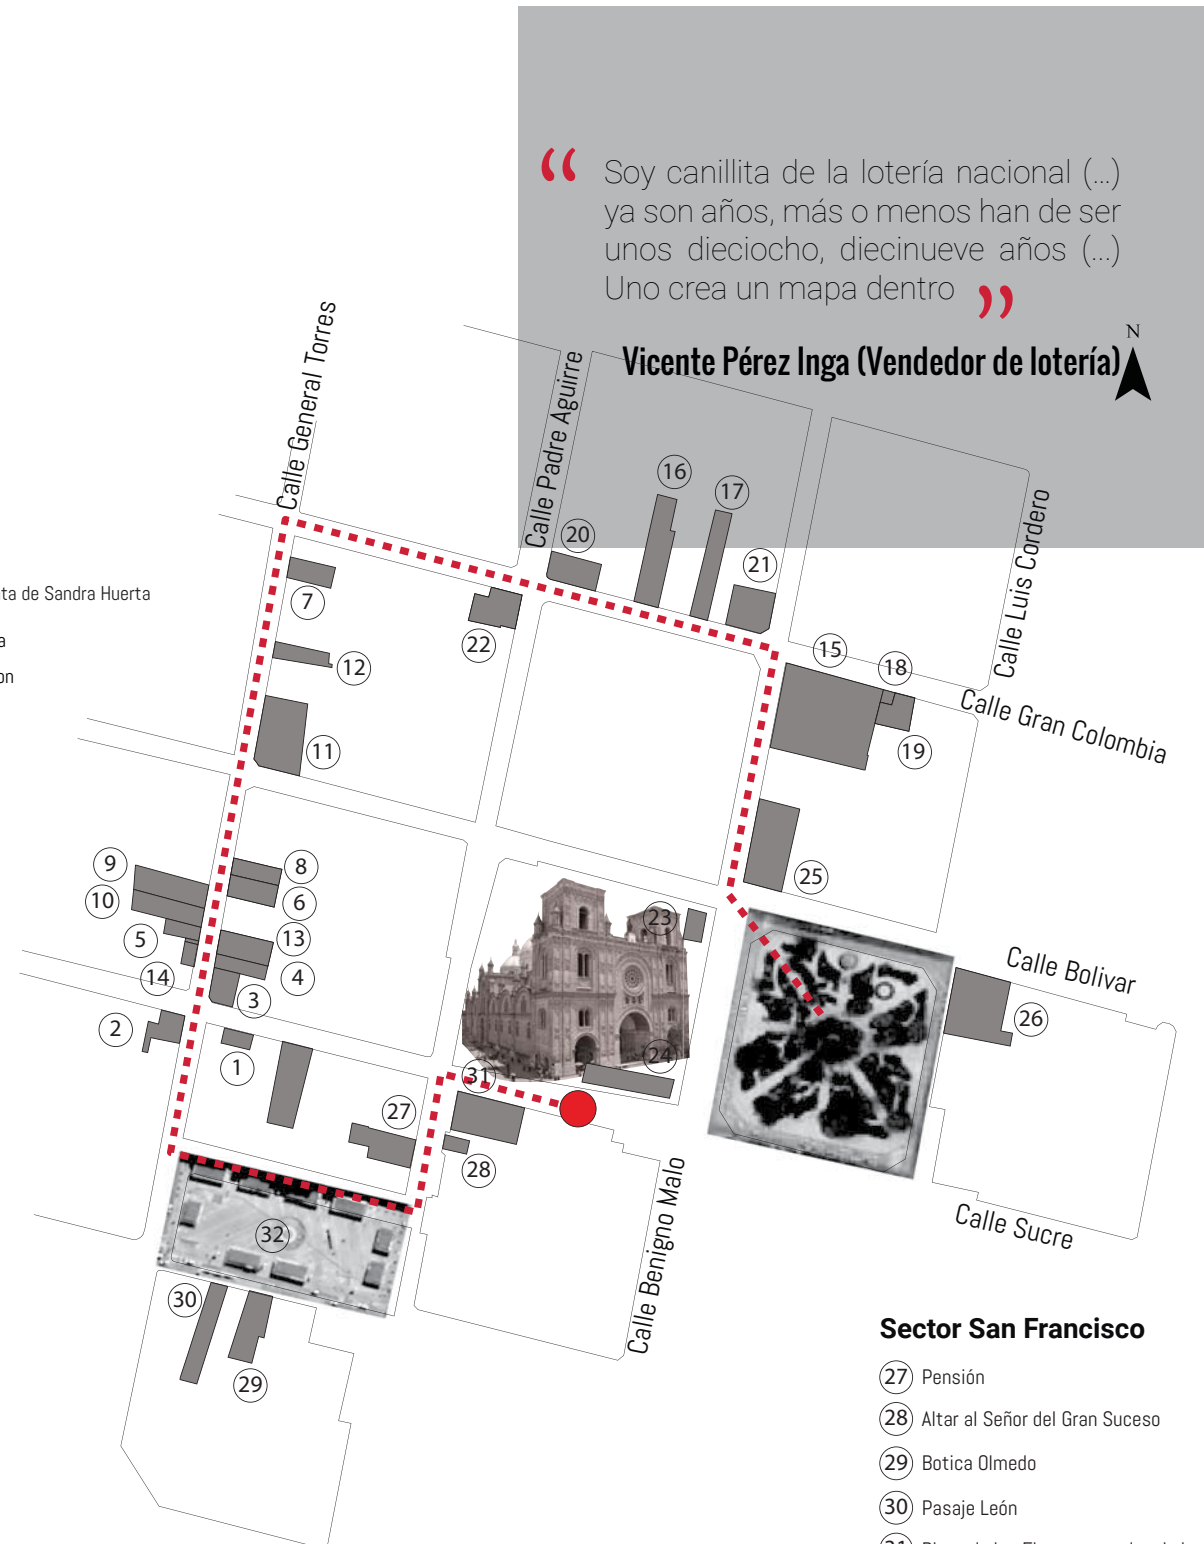 “ Soy canillita de la lotería nacional (...)
ya son años, más o menos han de ser
unos dieciocho, diecinueve años (...)
Uno crea un mapa dentro ”
Vicente Pérez Inga (Vendedor de lotería)
N
Calle General Torres
Calle Padre Aguirre
Calle Luis Cordero
16
17
20
21
ta de Sandra Huerta
7
a
22
15
12
18
on
Calle Gran Colombia
11
19
9
8
25
10
6
23
5
13
14
4
Calle Bolivar
3
26
2
24
1
31
27
28
Calle Benigno Malo
Calle Sucre
32
30
29
Sector San Francisco
27 Pensión
28 Altar al Señor del Gran Suceso
29 Botica Olmedo
30 Pasaje León